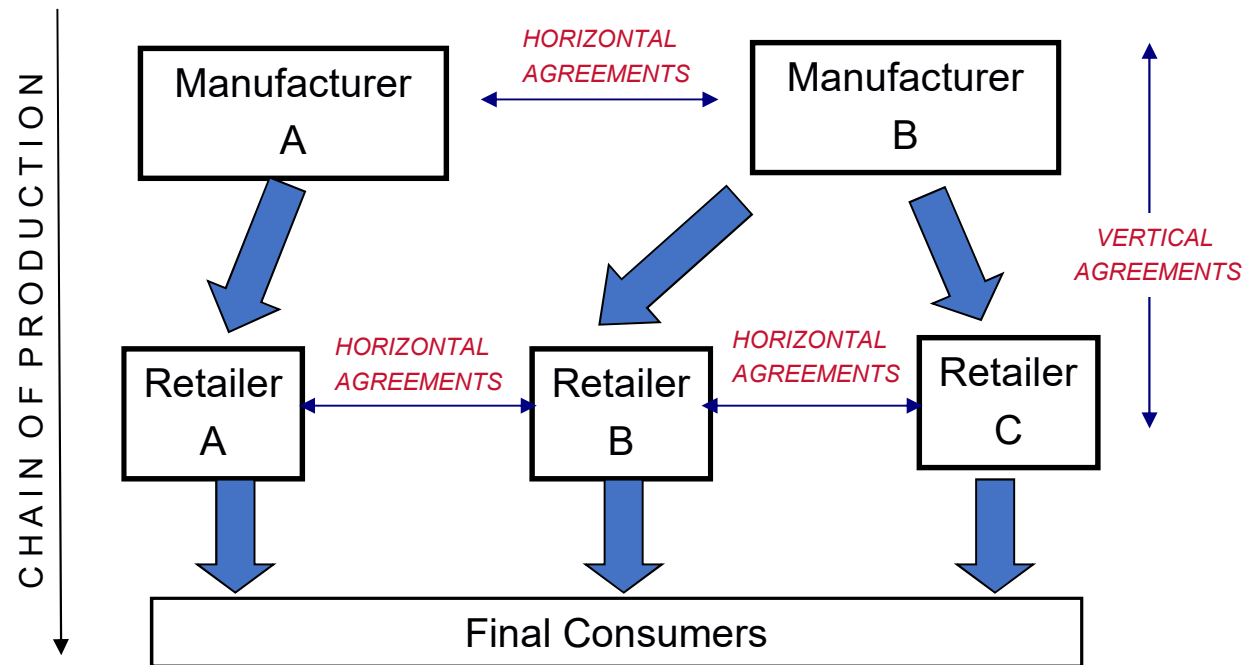 CHAIN OF PRODUCTION
HORIZONTAL
AGREEMENTS
Manufacturer
A
Manufacturer
B
VERTICAL
AGREEMENTS
HORIZONTAL
AGREEMENTS
HORIZONTAL
AGREEMENTS
Retailer
A
Retailer
B
Retailer
C
Final Consumers